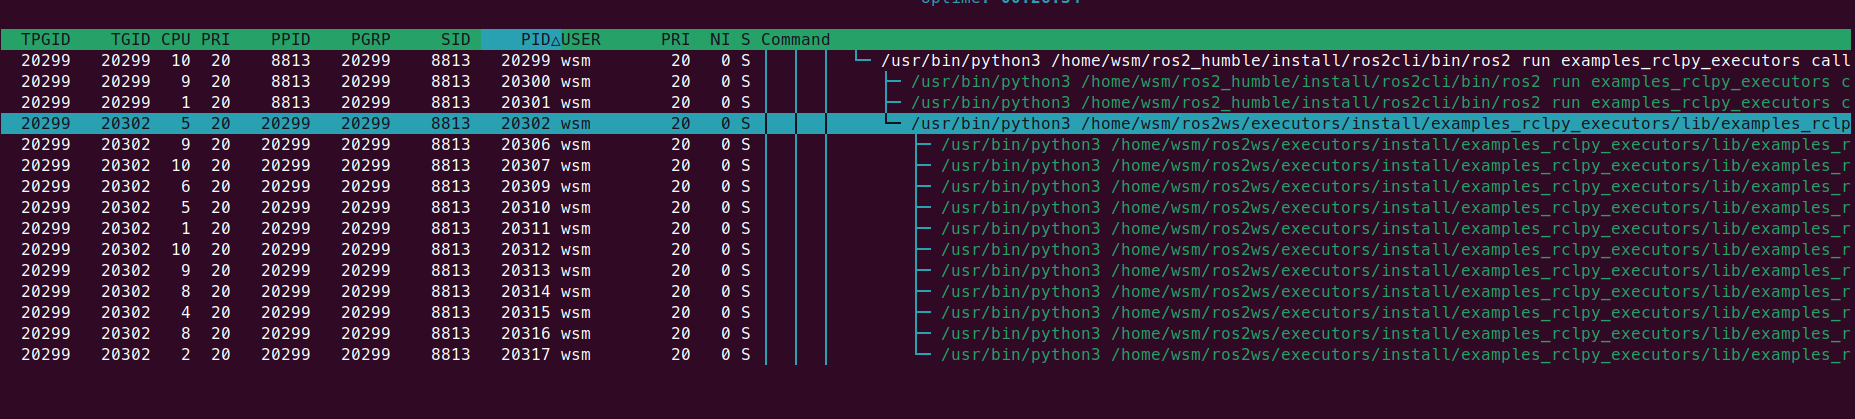 Uptime: 00:28:34
TPGID TGID CPU PRI PPID PGRP SID PID△USER PRI NI S Command
20299 20299 10 20 8813 20299 8813 20299 wsm 20 0 S /usr/bin/python3 /home/wsm/ros2_humble/install/ros2cli/bin/ros2 run examples_rclpy_executors call
20299 20299 9 20 8813 20299 8813 20300 wsm 20 0 S /usr/bin/python3 /home/wsm/ros2_humble/install/ros2cli/bin/ros2 run examples_rclpy_executors c
20299 20299 1 20 8813 20299 8813 20301 wsm 20 0 S /usr/bin/python3 /home/wsm/ros2_humble/install/ros2cli/bin/ros2 run examples_rclpy_executors c
20299 20302 5 20 20299 20299 8813 20302 wsm 20 0 S /usr/bin/python3 /home/wsm/ros2ws/executors/install/examples_rclpy_executors/lib/examples_rclp
20299 20302 9 20 20299 20299 8813 20306 wsm 20 0 S /usr/bin/python3 /home/wsm/ros2ws/executors/install/examples_rclpy_executors/lib/examples_r
20299 20302 10 20 20299 20299 8813 20307 wsm 20 0 S /usr/bin/python3 /home/wsm/ros2ws/executors/install/examples_rclpy_executors/lib/examples_r
20299 20302 6 20 20299 20299 8813 20309 wsm 20 0 S /usr/bin/python3 /home/wsm/ros2ws/executors/install/examples_rclpy_executors/lib/examples_r
20299 20302 5 20 20299 20299 8813 20310 wsm 20 0 S /usr/bin/python3 /home/wsm/ros2ws/executors/install/examples_rclpy_executors/lib/examples_r
20299 20302 1 20 20299 20299 8813 20311 wsm 20 0 S /usr/bin/python3 /home/wsm/ros2ws/executors/install/examples_rclpy_executors/lib/examples_r
20299 20302 10 20 20299 20299 8813 20312 wsm 20 0 S /usr/bin/python3 /home/wsm/ros2ws/executors/install/examples_rclpy_executors/lib/examples_r
20299 20302 9 20 20299 20299 8813 20313 wsm 20 0 S /usr/bin/python3 /home/wsm/ros2ws/executors/install/examples_rclpy_executors/lib/examples_r
20299 20302 8 20 20299 20299 8813 20314 wsm 20 0 S /usr/bin/python3 /home/wsm/ros2ws/executors/install/examples_rclpy_executors/lib/examples_r
20299 20302 4 20 20299 20299 8813 20315 wsm 20 0 S /usr/bin/python3 /home/wsm/ros2ws/executors/install/examples_rclpy_executors/lib/examples_r
20299 20302 8 20 20299 20299 8813 20316 wsm 20 0 S /usr/bin/python3 /home/wsm/ros2ws/executors/install/examples_rclpy_executors/lib/examples_r
20299 20302 2 20 20299 20299 8813 20317 wsm 20 0 S /usr/bin/python3 /home/wsm/ros2ws/executors/install/examples_rclpy_executors/lib/examples_r